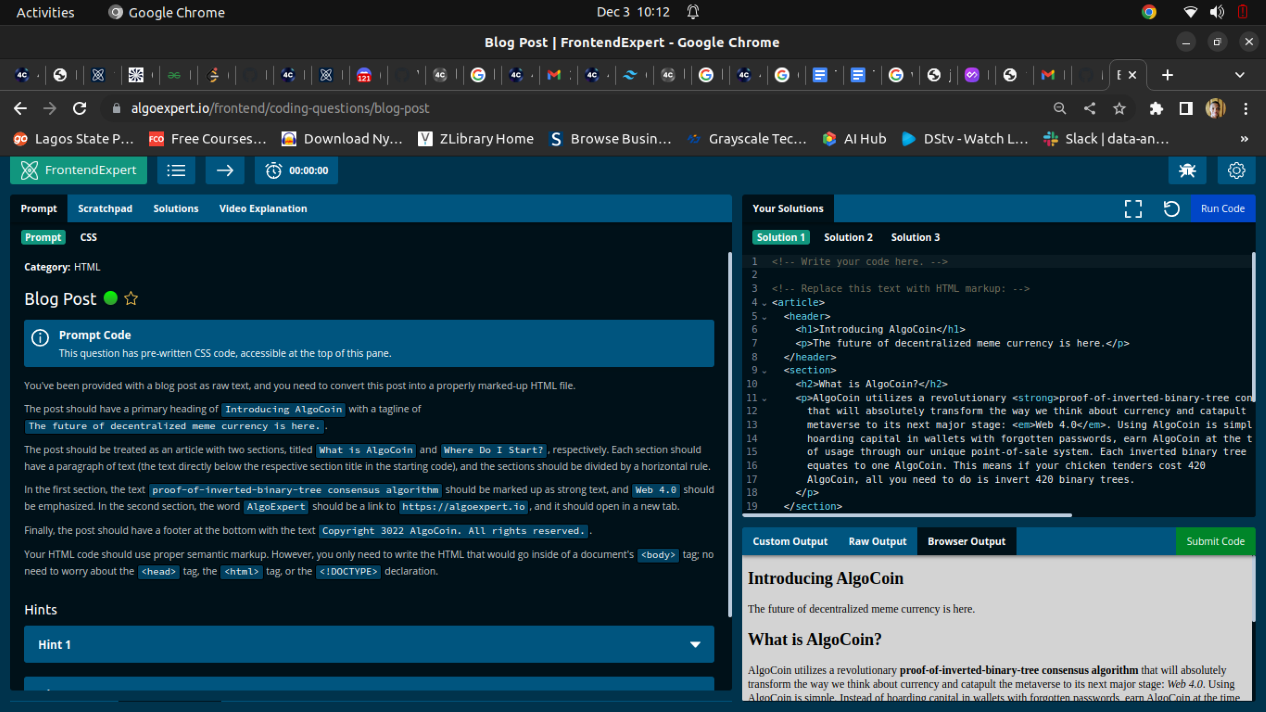 Activities
Google Chrome
Dec 3 10:12
Blog Post | FrontendExpert - Google Chrome
algoexpert.io/frontend/coding-questions/blog-post
Lagos State P…
Free Courses…
Download Ny…
ZLibrary Home
Browse Busin…
Grayscale Tec…
AI Hub
DStv - Watch L…
Slack | data-an…
»
FrontendExpert
00:00:00
Prompt
Scratchpad
Solutions
Video Explanation
Prompt
CSS
Category: HTML
Blog Post
Prompt Code
This question has pre-written CSS code, accessible at the top of this pane.
You've been provided with a blog post as raw text, and you need to convert this post into a properly marked-up HTML file.
The post should have a primary heading of Introducing AlgoCoin with a tagline of
The future of decentralized meme currency is here. .
The post should be treated as an article with two sections, titled What is AlgoCoin and Where Do I Start? , respectively. Each section should
have a paragraph of text (the text directly below the respective section title in the starting code), and the sections should be divided by a horizontal rule.
In the first section, the text proof-of-inverted-binary-tree consensus algorithm should be marked up as strong text, and Web 4.0 should
be emphasized. In the second section, the word AlgoExpert should be a link to https://algoexpert.io , and it should open in a new tab.
Finally, the post should have a footer at the bottom with the text Copyright 3022 AlgoCoin. All rights reserved. .
Your HTML code should use proper semantic markup. However, you only need to write the HTML that would go inside of a document's <body> tag; no
need to worry about the <head> tag, the <html> tag, or the <!DOCTYPE> declaration.
Hints
Hint 1
Your Solutions
Run Code
Solution 1
Solution 2
Solution 3
1 <!-- Write your code here. -->
2
3 <!-- Replace this text with HTML markup: -->
4 <article>
5 <header>
6 <h1>Introducing AlgoCoin</h1>
7 <p>The future of decentralized meme currency is here.</p>
8 </header>
9 <section>
10 <h2>What is AlgoCoin?</h2>
11 <p>AlgoCoin utilizes a revolutionary <strong>proof-of-inverted-binary-tree con
12 that will absolutely transform the way we think about currency and catapult
13 metaverse to its next major stage: <em>Web 4.0</em>. Using AlgoCoin is simpl
14 hoarding capital in wallets with forgotten passwords, earn AlgoCoin at the t
15 of usage through our unique point-of-sale system. Each inverted binary tree
16 equates to one AlgoCoin. This means if your chicken tenders cost 420
17 AlgoCoin, all you need to do is invert 420 binary trees.
18 </p>
19 </section>
Custom Output
Raw Output
Browser Output
Submit Code
Introducing AlgoCoin
The future of decentralized meme currency is here.
What is AlgoCoin?
AlgoCoin utilizes a revolutionary proof-of-inverted-binary-tree consensus algorithm that will absolutely
transform the way we think about currency and catapult the metaverse to its next major stage: Web 4.0. Using
AlgoCoin is simple. Instead of hoarding capital in wallets with forgotten passwords, earn AlgoCoin at the time